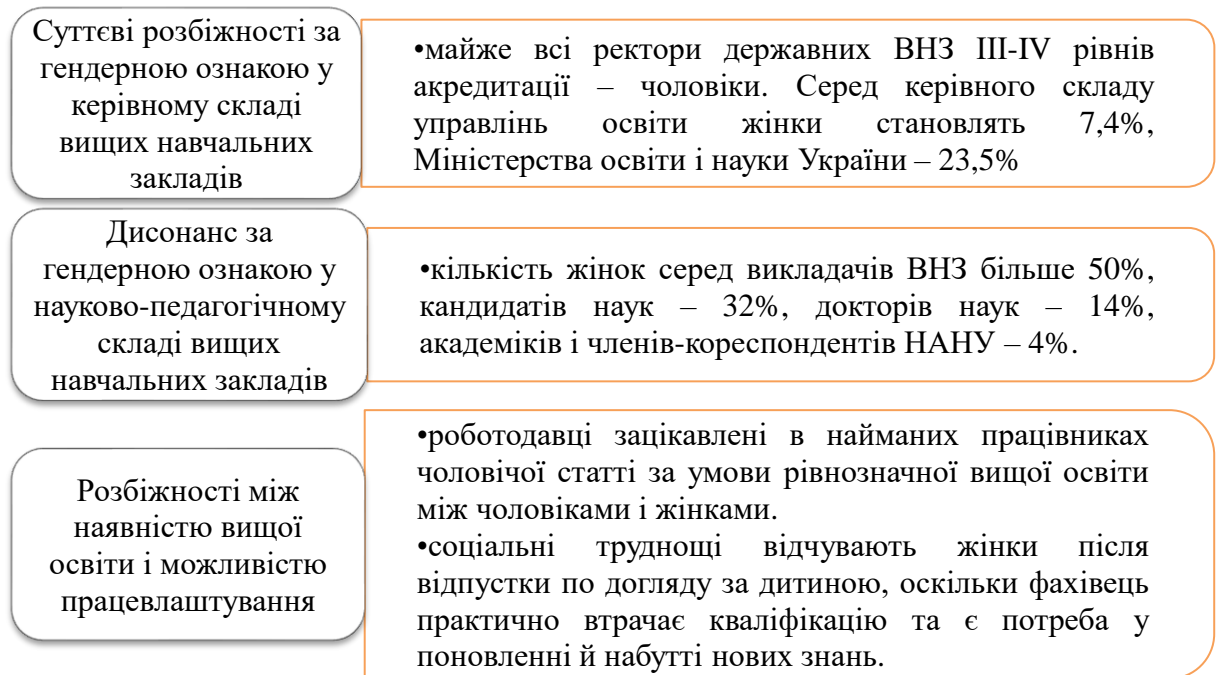 Суттєві розбіжності за
гендерною ознакою у
керівному складі
вищих навчальних
закладів
•майже всі ректори державних ВНЗ III-IV рівнів
акредитації – чоловіки. Серед керівного складу
управлінь освіти жінки становлять 7,4%,
Міністерства освіти і науки України – 23,5%
Дисонанс за
гендерною ознакою у
науково-педагогічному
складі вищих
навчальних закладів
•кількість жінок серед викладачів ВНЗ більше 50%,
кандидатів наук – 32%, докторів наук – 14%,
академіків і членів-кореспондентів НАНУ – 4%.
Розбіжності між
наявністю вищої
освіти і можливістю
працевлаштування
•роботодавці зацікавлені в найманих працівниках
чоловічої статті за умови рівнозначної вищої освіти
між чоловіками і жінками.
•соціальні труднощі відчувають жінки після
відпустки по догляду за дитиною, оскільки фахівець
практично втрачає кваліфікацію та є потреба у
поновленні й набутті нових знань.